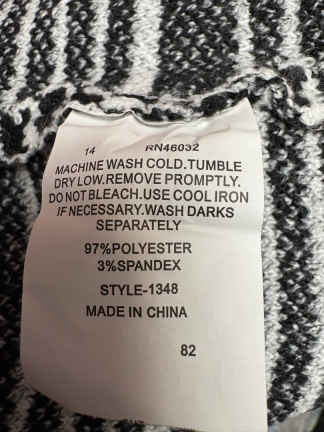 14 RN46032
MACHINE WASH COLD.TUMBLE
DRY LOW.REMOVE PROMPTLY.
DO NOT BLEACH.USE COOL IRON
IF NECESSARY.WASH DARKS
SEPARATELY
97%POLYESTER
3%SPANDEX
STYLE-1348
MADE IN CHINA
82